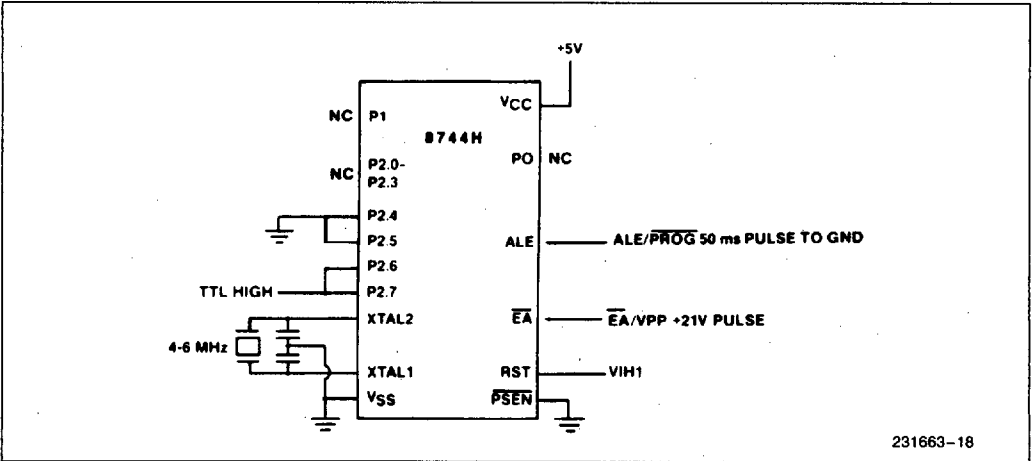 +5V
VCC
NC P1
8744H
PO NC
NC P2.0-
P2.3
P2.4
P2.5
ALE ALE/PROG 50 ms PULSE TO GND
P2.6
TTL HIGH P2.7
XTAL2
EA EA/VPP +21V PULSE
4-6 MHz
XTAL1
RST VIH1
VSS
PSEN
231663-18